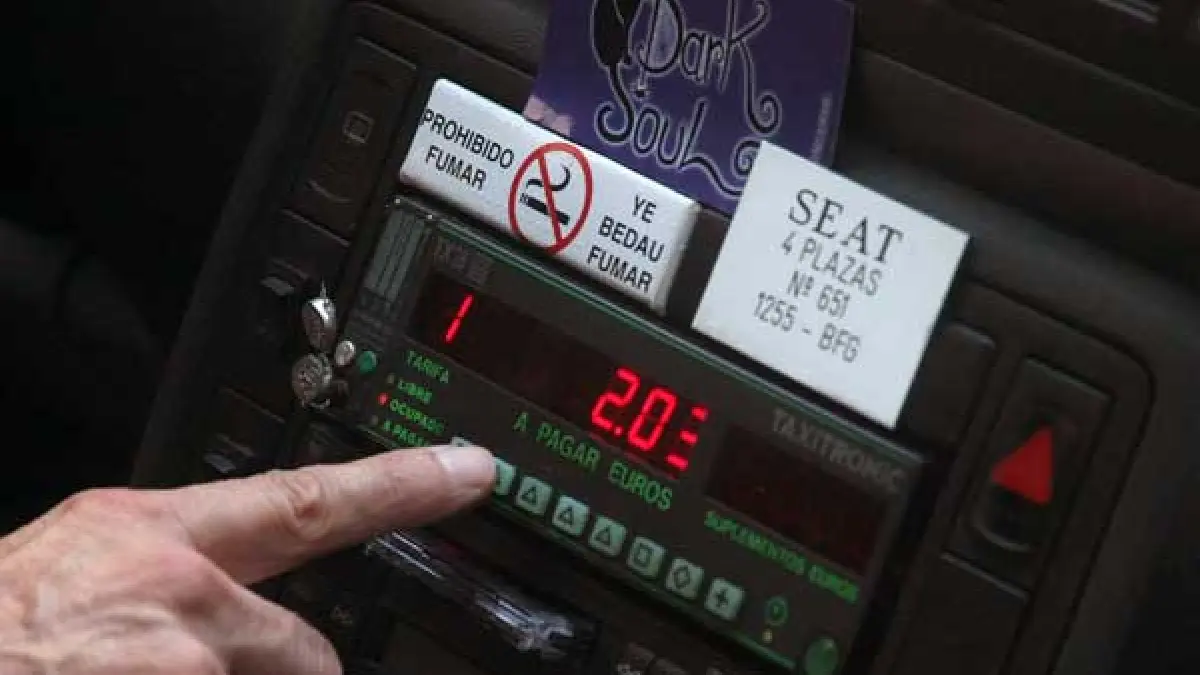 Dark
Soul
PROHIBIDO
FUMAR
YE
BEDAU
FUMAR
SEAT
4 PLAZAS
Nº 651
1255 - BFG
1
2.0
TAXITRONIC
TARIFA
LIBRE
OCUPADO
A PAGAR
A PAGAR EUROS
SUPLEMENTOS EUROS